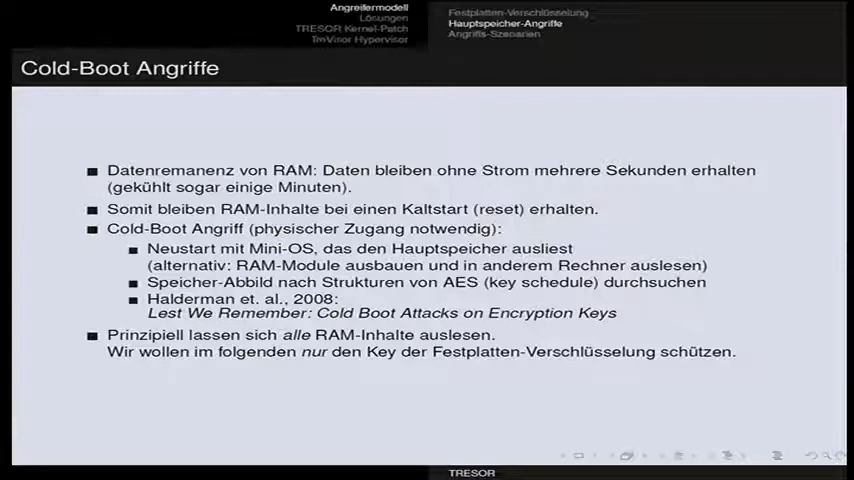 Angreifermodell
Lösungen
TRESOR Kernel-Patch
TreVisor Hypervisor
Festplatten-Verschlüsselung
Hauptspeicher-Angriffe
Angriffs-Szenarien
Cold-Boot Angriffe
Datenremanenz von RAM: Daten bleiben ohne Strom mehrere Sekunden erhalten
(gekühlt sogar einige Minuten).
Somit bleiben RAM-Inhalte bei einen Kaltstart (reset) erhalten.
Cold-Boot Angriff (physischer Zugang notwendig):
Neustart mit Mini-OS, das den Hauptspeicher ausliest
(alternativ: RAM-Module ausbauen und in anderem Rechner auslesen)
Speicher-Abbild nach Strukturen von AES (key schedule) durchsuchen
Halderman et. al., 2008:
Lest We Remember: Cold Boot Attacks on Encryption Keys
Prinzipiell lassen sich alle RAM-Inhalte auslesen.
Wir wollen im folgenden nur den Key der Festplatten-Verschlüsselung schützen.
TRESOR